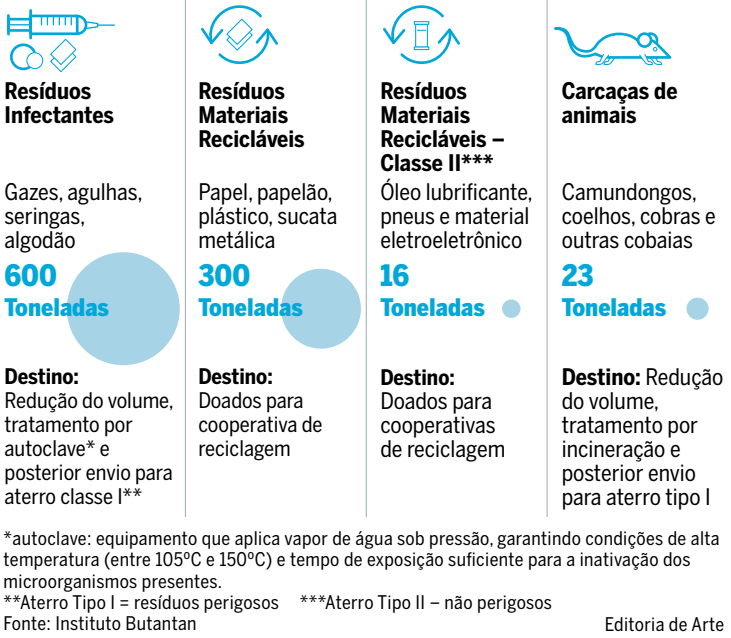 Resíduos
Infectantes
Gazes, agulhas,
seringas,
algodão
600
Toneladas
Destino:
Redução do volume,
tratamento por
autoclave* e
posterior envio para
aterro classe I**
Resíduos
Materiais
Recicláveis
Papel, papelão,
plástico, sucata
metálica
300
Toneladas
Destino:
Doados para
cooperativa de
reciclagem
Resíduos
Materiais
Recicláveis –
Classe II***
Óleo lubrificante,
pneus e material
eletroeletrônico
16
Toneladas
Destino:
Doados para
cooperativas
de reciclagem
Carcaças de
animais
Camundongos,
coelhos, cobras e
outras cobaias
23
Toneladas
Destino: Redução
do volume,
tratamento por
incineração e
posterior envio
para aterro tipo I
*autoclave: equipamento que aplica vapor de água sob pressão, garantindo condições de alta
temperatura (entre 105ºC e 150ºC) e tempo de exposição suficiente para a inativação dos
microorganismos presentes.
**Aterro Tipo I = resíduos perigosos ***Aterro Tipo II – não perigosos
Fonte: Instituto Butantan
Editoria de Arte